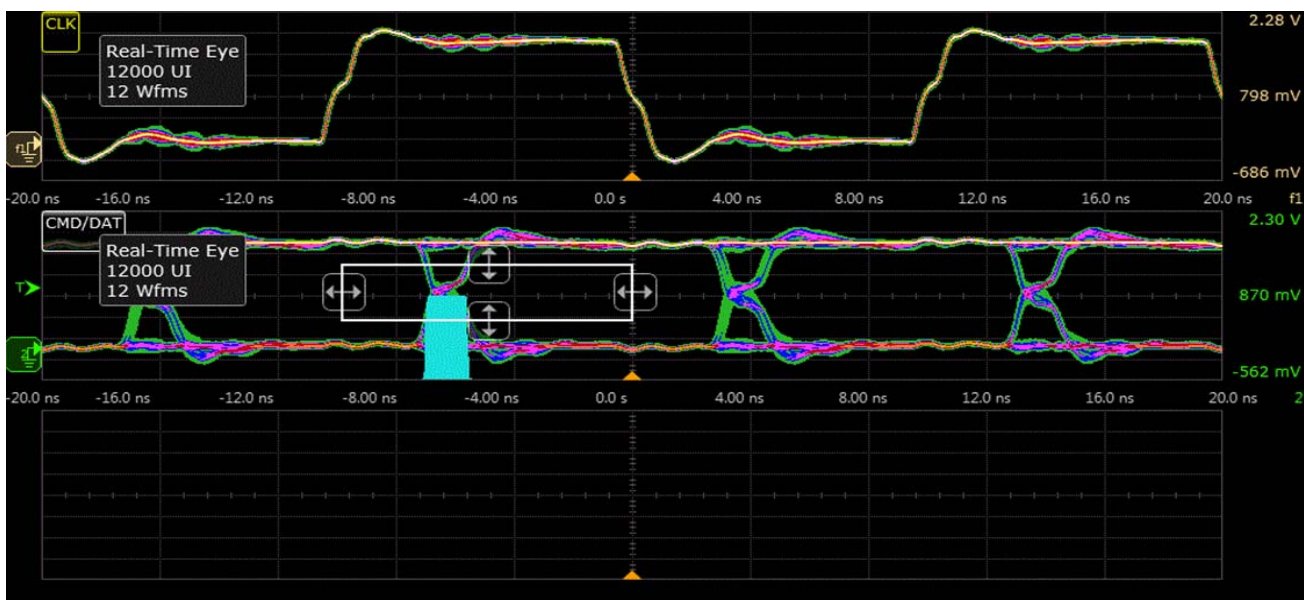 CLK
2.28 V
Real-Time Eye
12000 UI
12 Wfms
798 mV
f1
-686 mV
-20.0 ns -16.0 ns -12.0 ns -8.00 ns -4.00 ns 0.0 s 4.00 ns 8.00 ns 12.0 ns 16.0 ns 20.0 ns f1
CMD/DAT
2.30 V
Real-Time Eye
12000 UI
12 Wfms
T
870 mV
2
-562 mV
-20.0 ns -16.0 ns -12.0 ns -8.00 ns -4.00 ns 0.0 s 4.00 ns 8.00 ns 12.0 ns 16.0 ns 20.0 ns 2